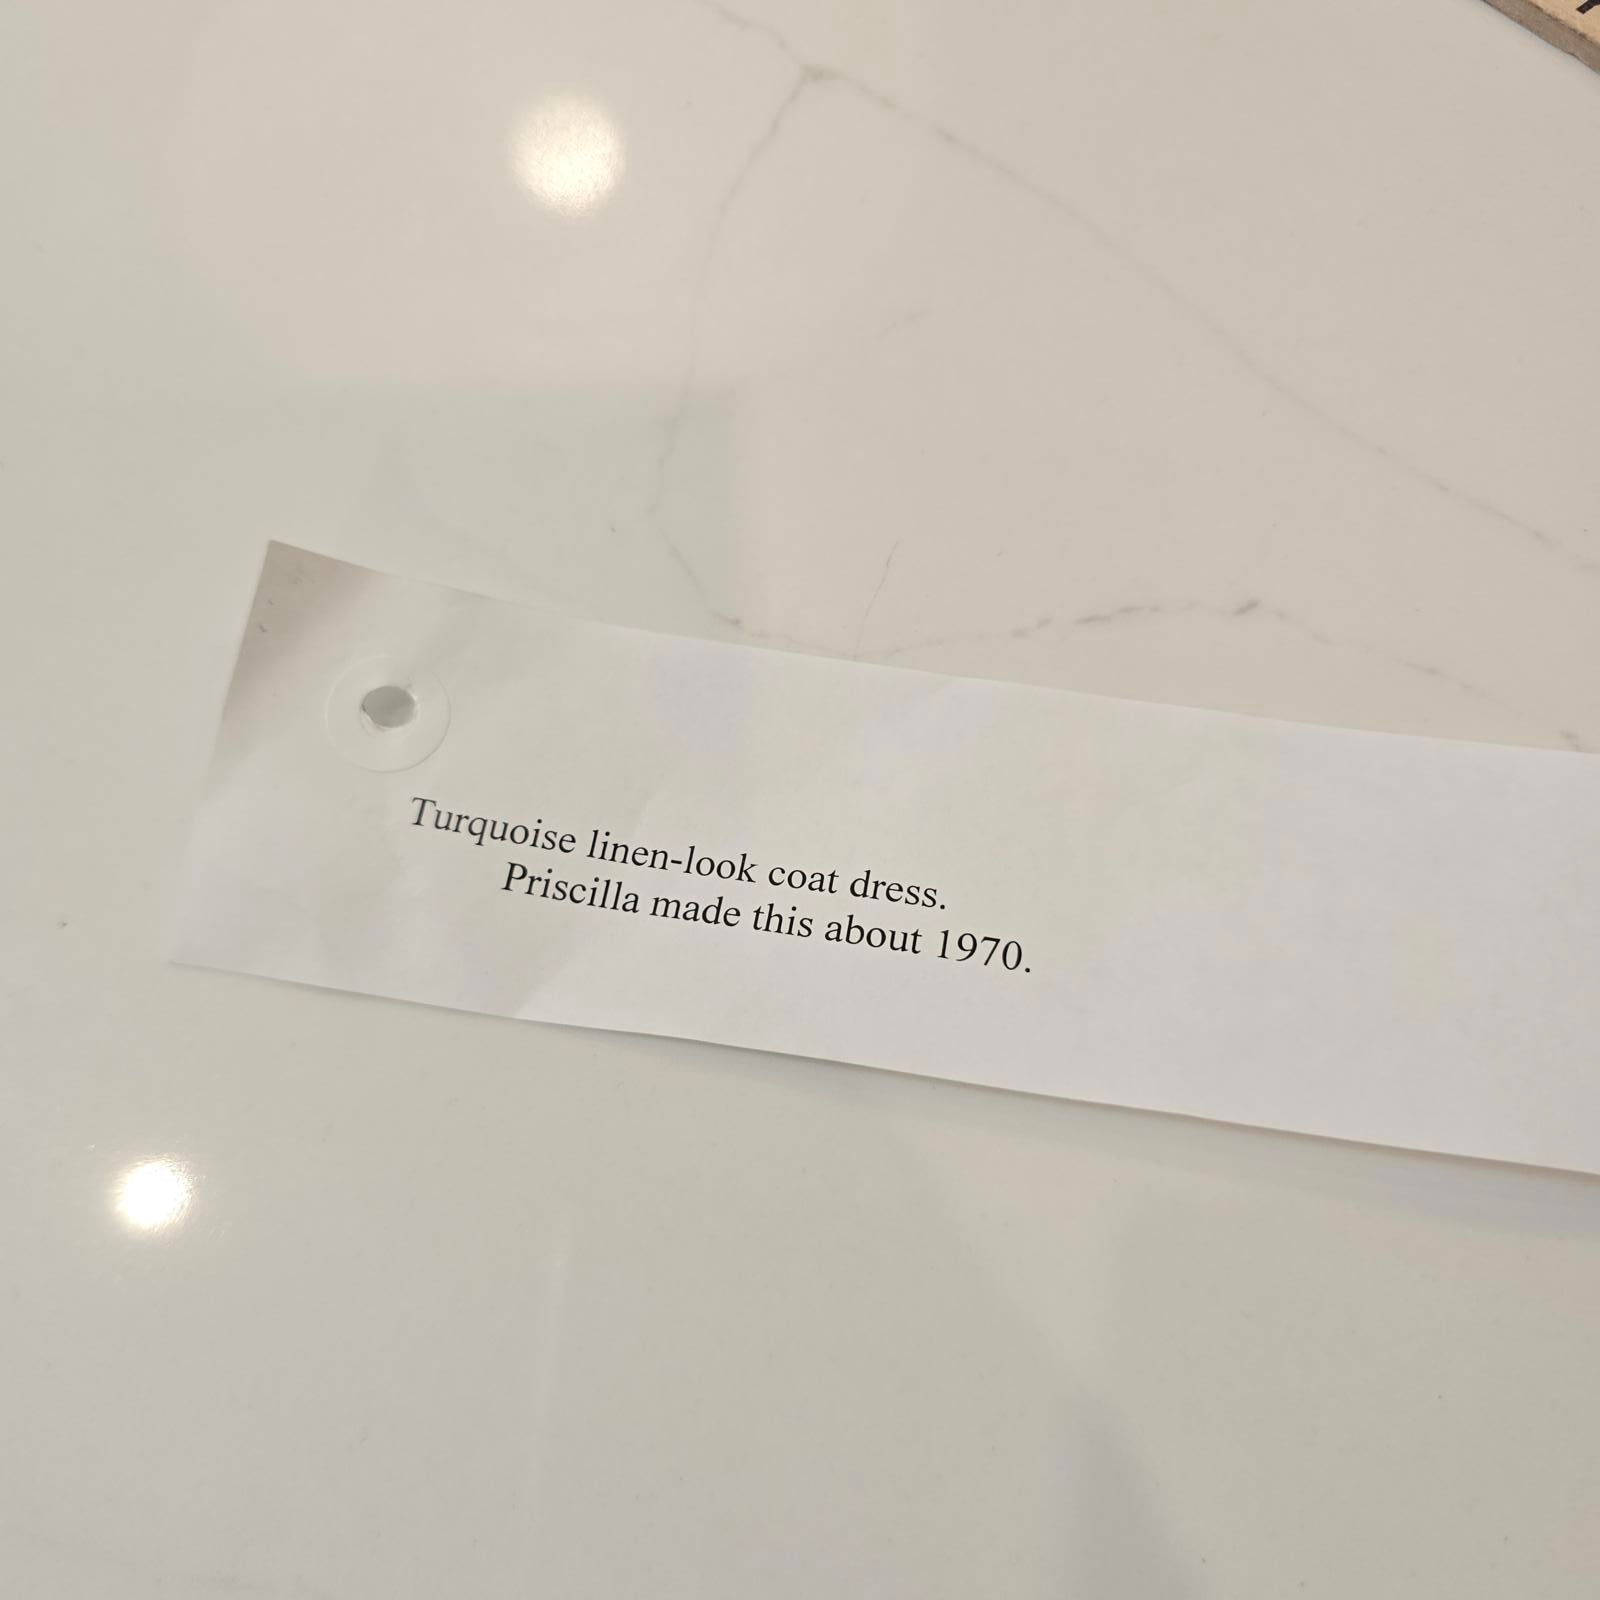 Turquoise linen-look coat dress.
Priscilla made this about 1970.